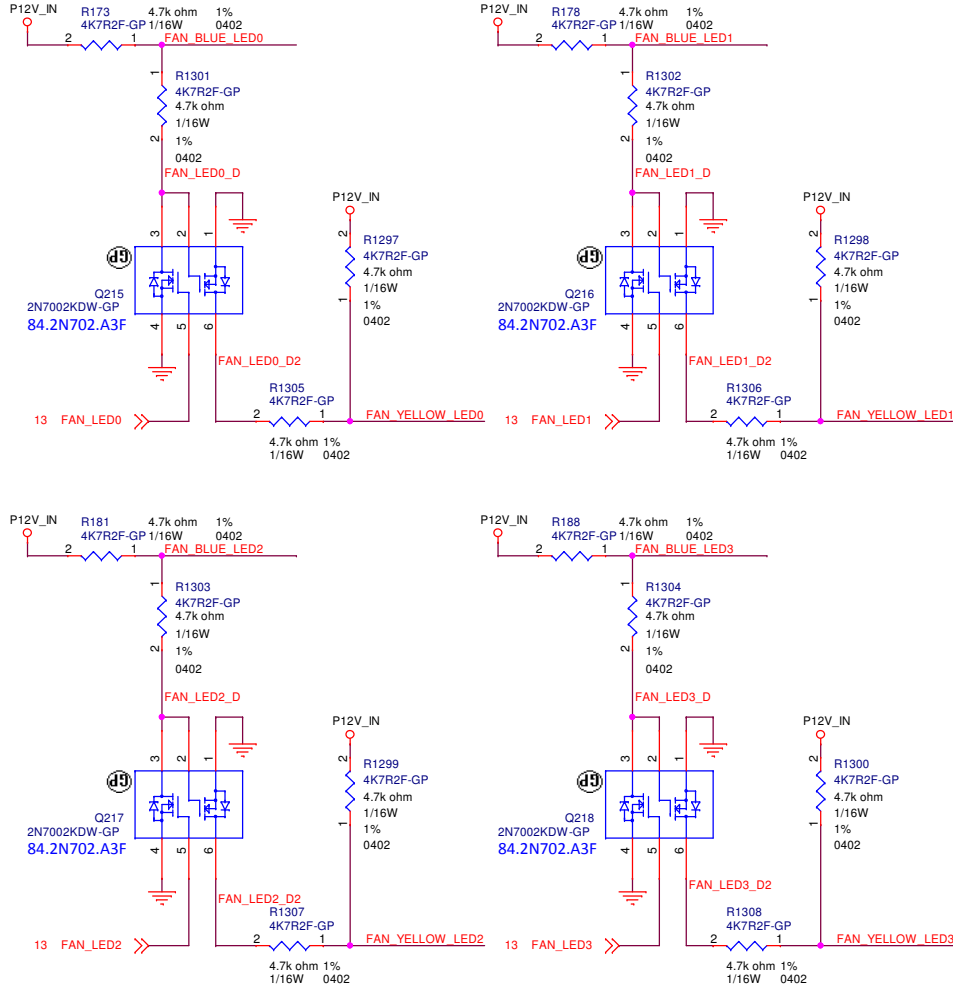 P12V_IN
R173
4K7R2F-GP
4.7k ohm 1%
1/16W 0402
2 1
FAN_BLUE_LED0
1
R1301
4K7R2F-GP
4.7k ohm
1/16W
2
1%
0402
FAN_LED0_D
3 2 1
GP
Q215
2N7002KDW-GP
84.2N702.A3F
4 5 6
P12V_IN
2
R1297
4K7R2F-GP
4.7k ohm
1/16W
1
1%
0402
FAN_LED0_D2
R1305
4K7R2F-GP
13 FAN_LED0
2 1
FAN_YELLOW_LED0
4.7k ohm 1%
1/16W 0402
P12V_IN
R178
4K7R2F-GP
4.7k ohm 1%
1/16W 0402
2 1
FAN_BLUE_LED1
1
R1302
4K7R2F-GP
4.7k ohm
1/16W
2
1%
0402
FAN_LED1_D
3 2 1
GP
Q216
2N7002KDW-GP
84.2N702.A3F
4 5 6
P12V_IN
2
R1298
4K7R2F-GP
4.7k ohm
1/16W
1
1%
0402
FAN_LED1_D2
R1306
4K7R2F-GP
13 FAN_LED1
2 1
FAN_YELLOW_LED1
4.7k ohm 1%
1/16W 0402
P12V_IN
R181
4K7R2F-GP
4.7k ohm 1%
1/16W 0402
2 1
FAN_BLUE_LED2
1
R1303
4K7R2F-GP
4.7k ohm
1/16W
2
1%
0402
FAN_LED2_D
3 2 1
GP
Q217
2N7002KDW-GP
84.2N702.A3F
4 5 6
P12V_IN
2
R1299
4K7R2F-GP
4.7k ohm
1/16W
1
1%
0402
FAN_LED2_D2
R1307
4K7R2F-GP
13 FAN_LED2
2 1
FAN_YELLOW_LED2
4.7k ohm 1%
1/16W 0402
P12V_IN
R188
4K7R2F-GP
4.7k ohm 1%
1/16W 0402
2 1
FAN_BLUE_LED3
1
R1304
4K7R2F-GP
4.7k ohm
1/16W
2
1%
0402
FAN_LED3_D
3 2 1
GP
Q218
2N7002KDW-GP
84.2N702.A3F
4 5 6
P12V_IN
2
R1300
4K7R2F-GP
4.7k ohm
1/16W
1
1%
0402
FAN_LED3_D2
R1308
4K7R2F-GP
13 FAN_LED3
2 1
FAN_YELLOW_LED3
4.7k ohm 1%
1/16W 0402